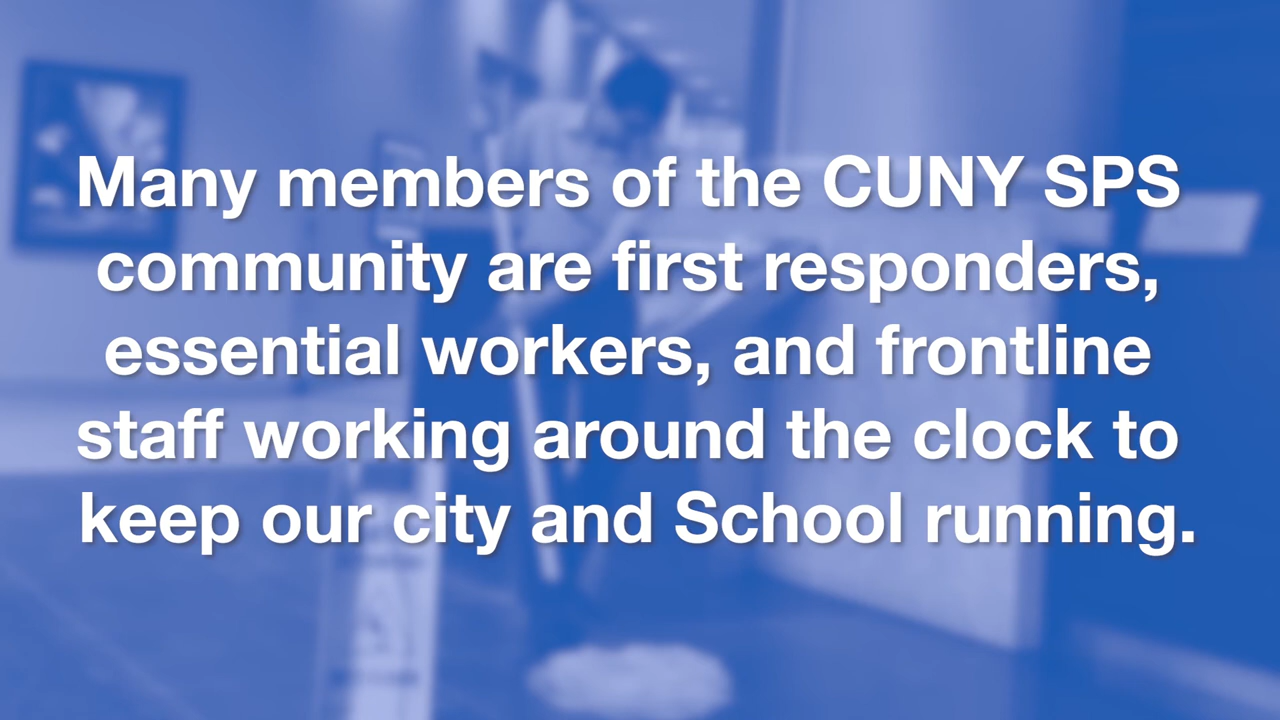 Many members of the CUNY SPS
community are first responders,
essential workers, and frontline
staff working around the clock to
keep our city and School running.